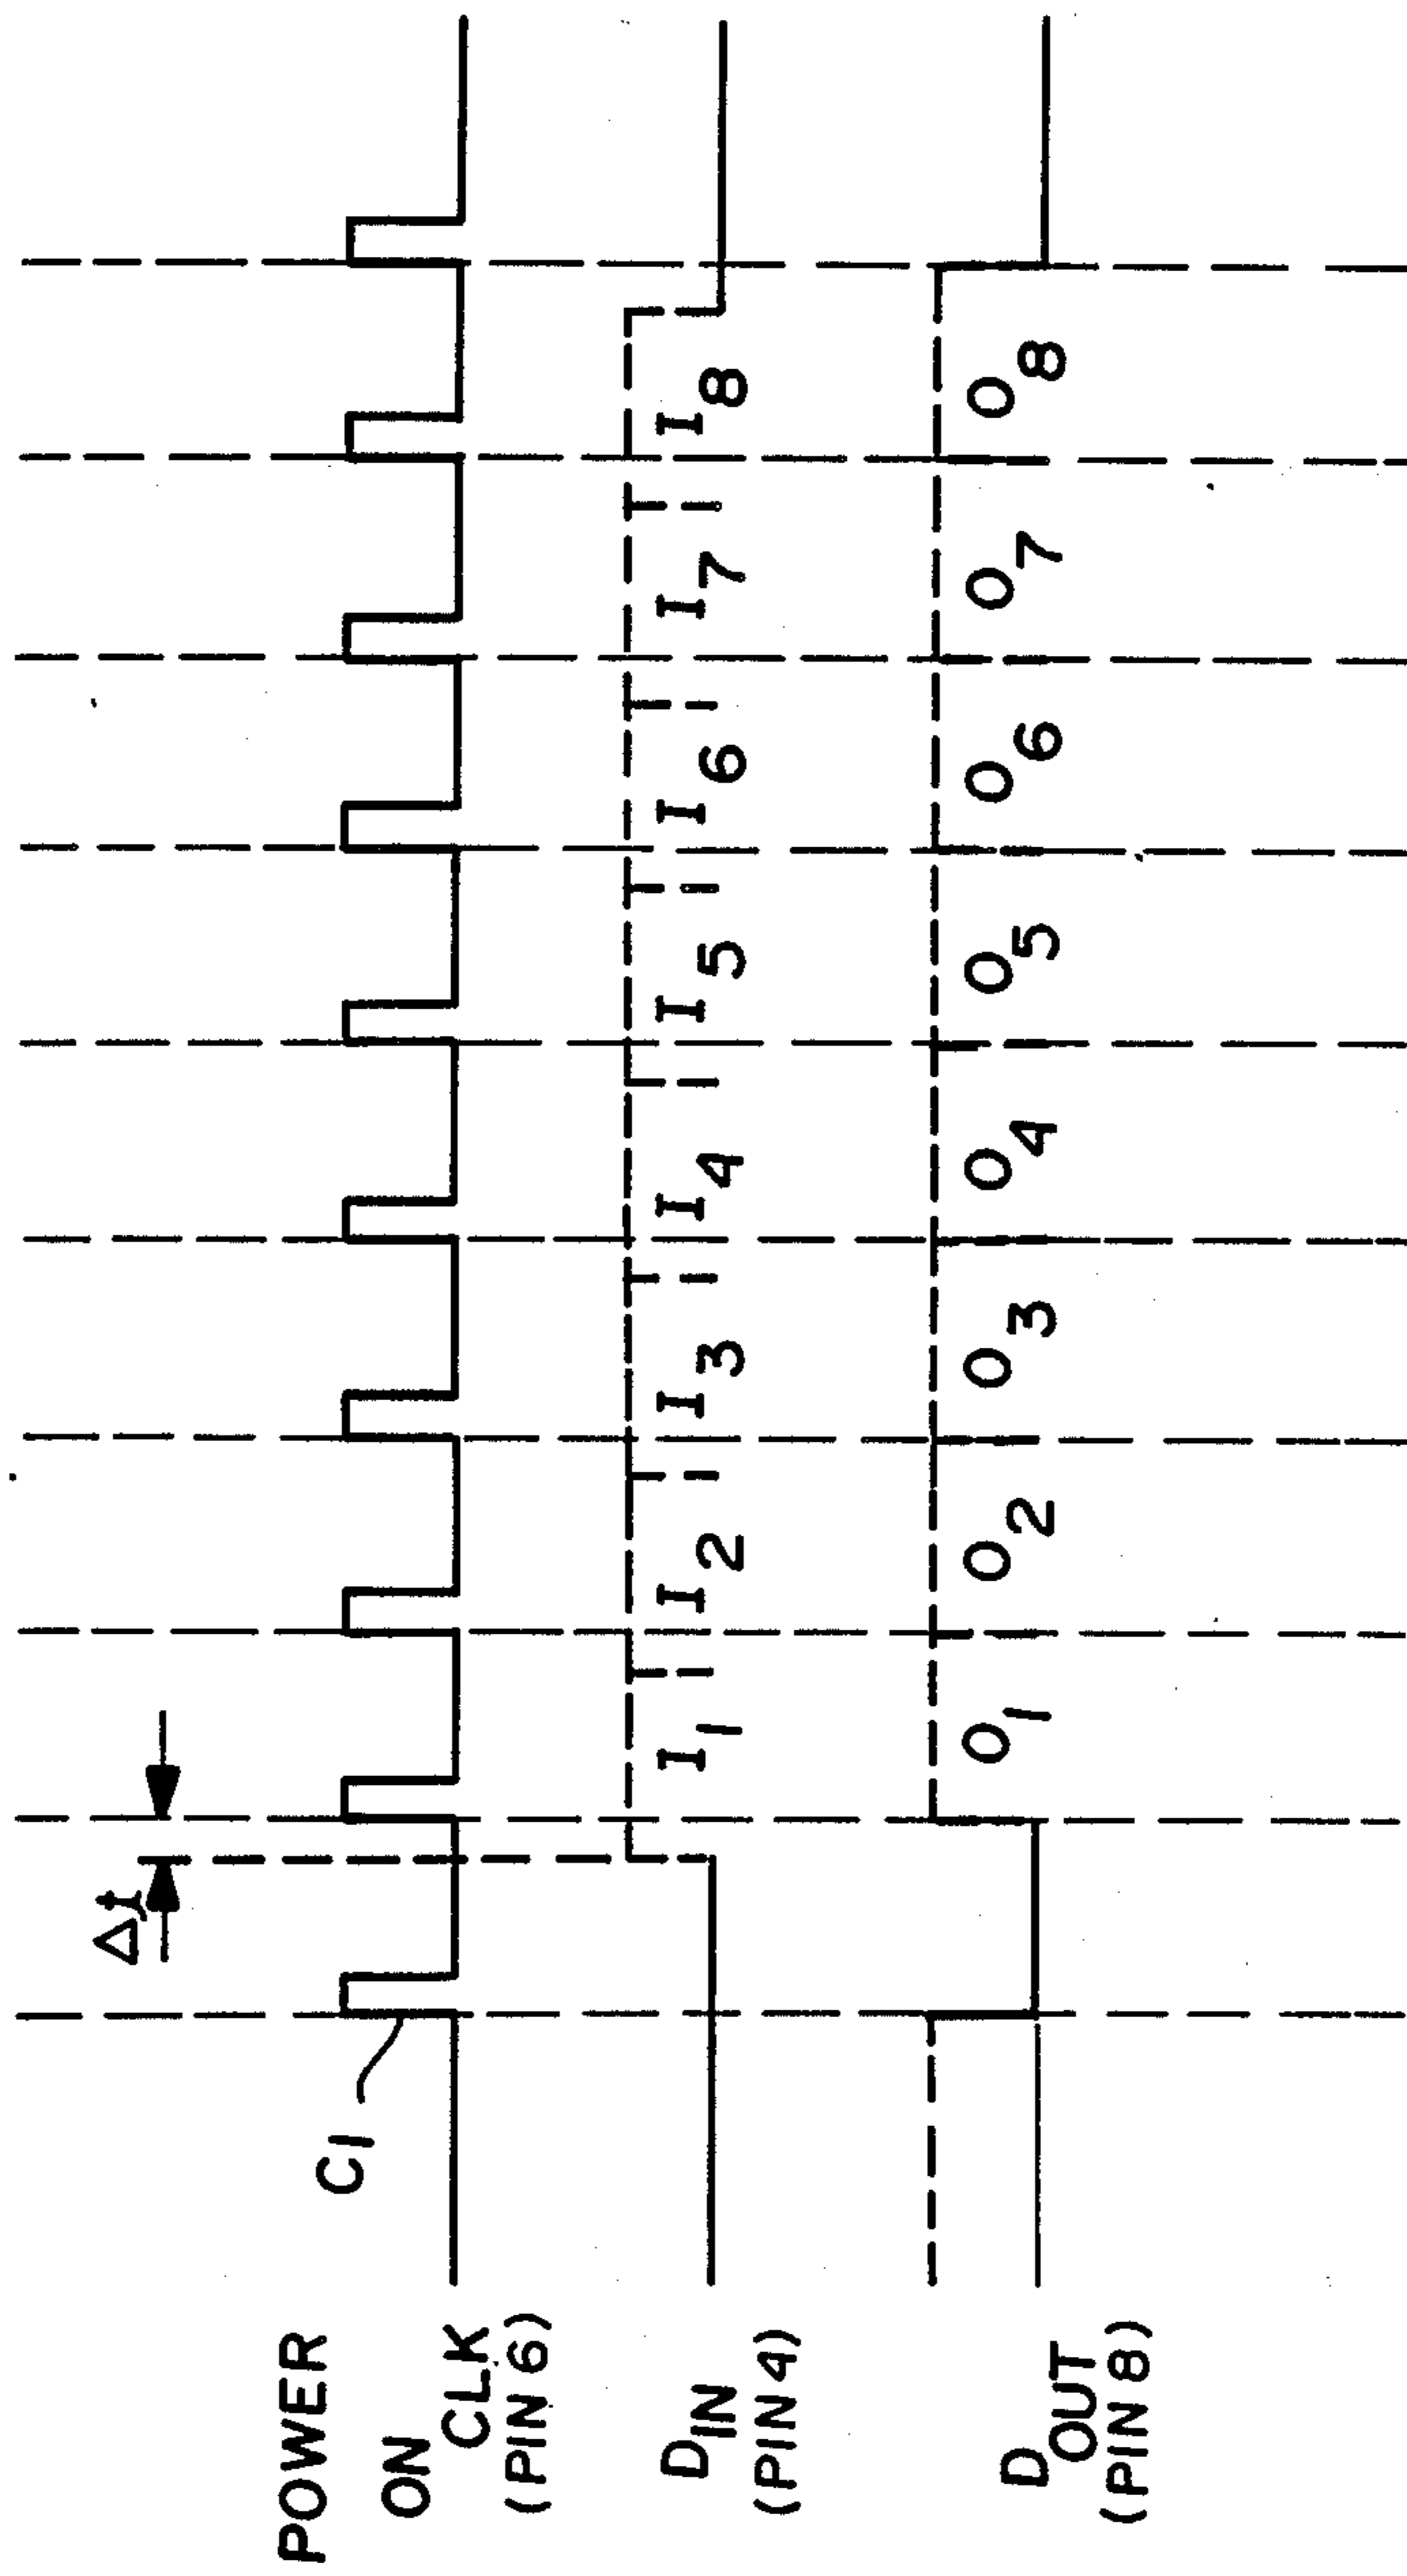 Δt
C1
POWER
ON
CLK
(PIN 6)
DIN
(PIN 4)
I1 I2 I3 I4 I5 I6 I7 I8
DOUT
(PIN 8)
O1 O2 O3 O4 O5 O6 O7 O8